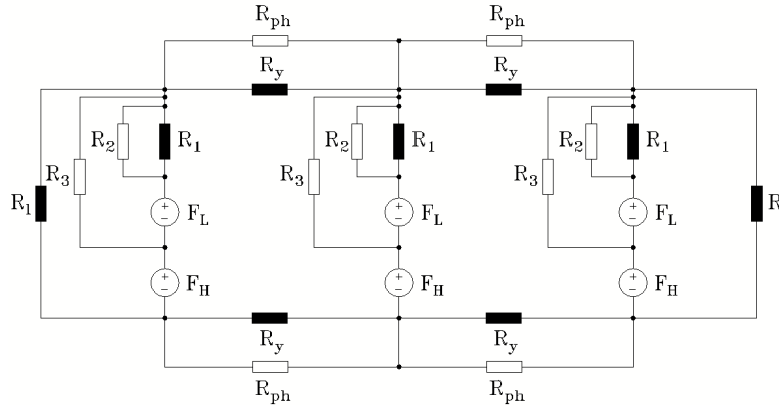 R_ph R_ph
R_y R_y
R_2 R_1 R_2 R_1 R_2 R_1
R_3 R_3 R_3
R_l F_L F_L F_L R
F_H F_H F_H
R_y R_y
R_ph R_ph